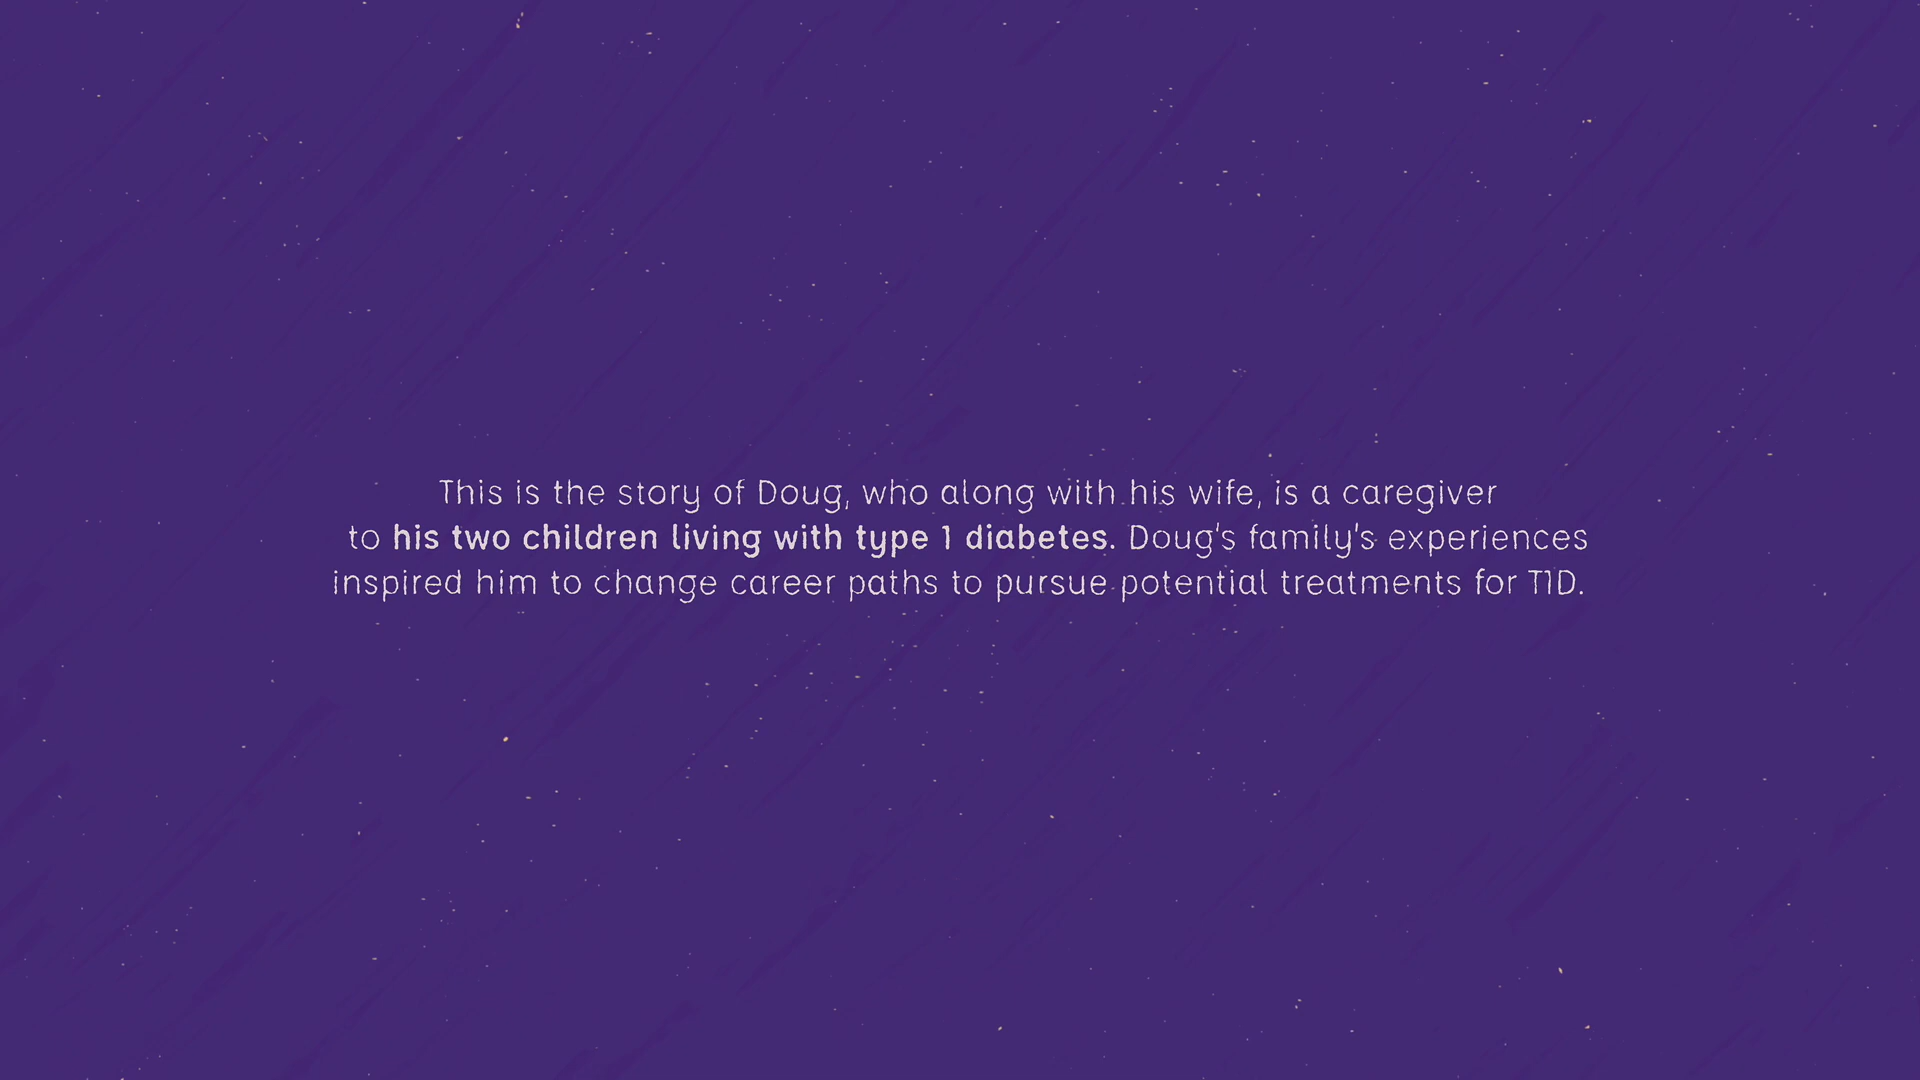 This is the story of Doug, who along with his wife, is a caregiver
to his two children living with type 1 diabetes. Doug's family's experiences
inspired him to change career paths to pursue potential treatments for T1D.